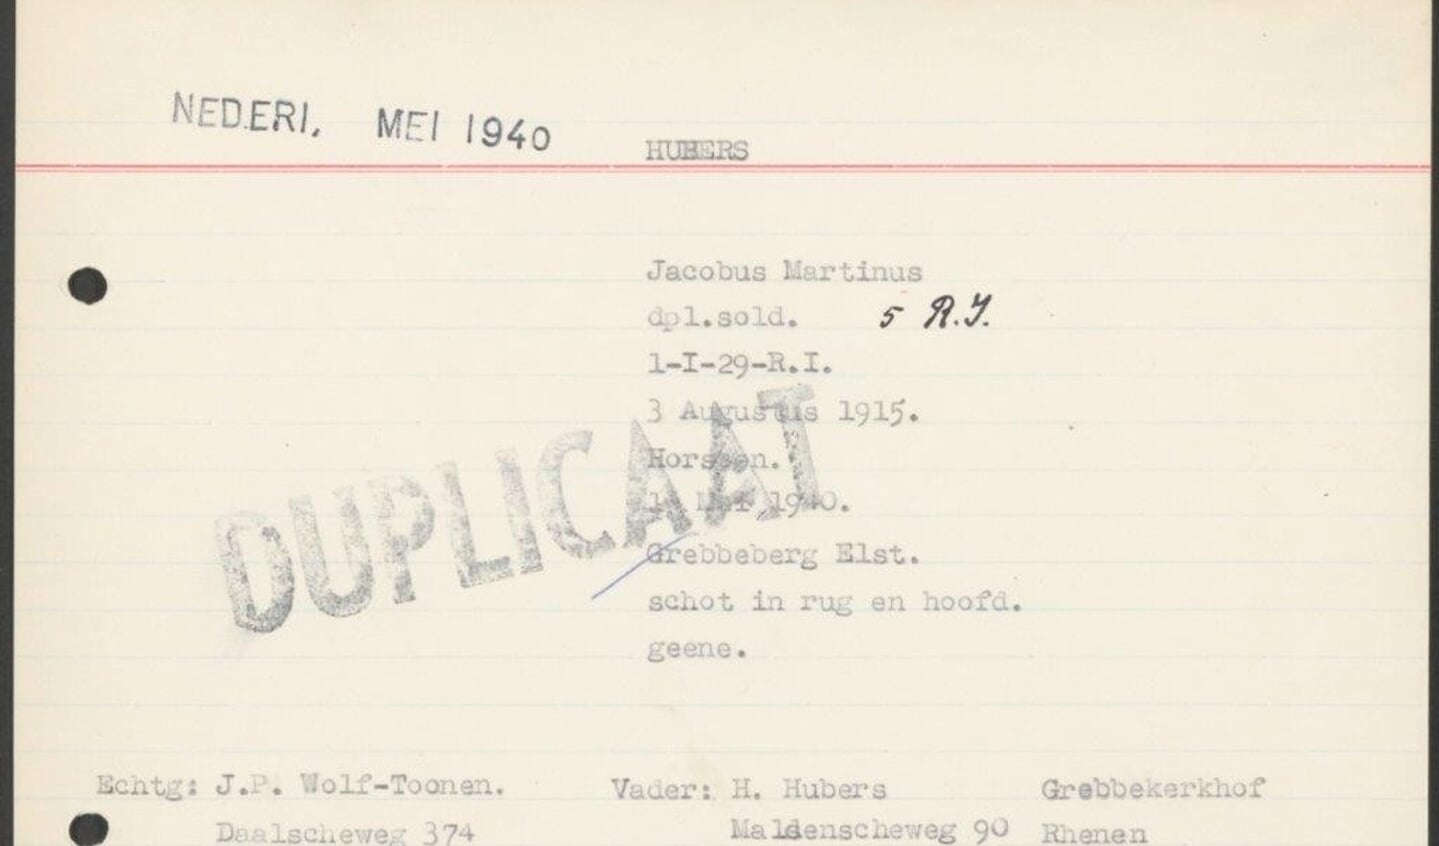 NEDERL. MEI 1940
HUBERS
Jacobus Martinus
dpl.sold. 5 R.I.
1-I-29-R.I.
3 Augustus 1915.
Horssen.
Mei 1940.
DUPLICAAT
Grebbeberg Elst.
schot in rug en hoofd.
geene.
Echtg: J.P. Wolf-Toonen. Vader: H. Hubers Grebbekerkhof
Daalscheweg 374 Maldenscheweg 90 Rhenen